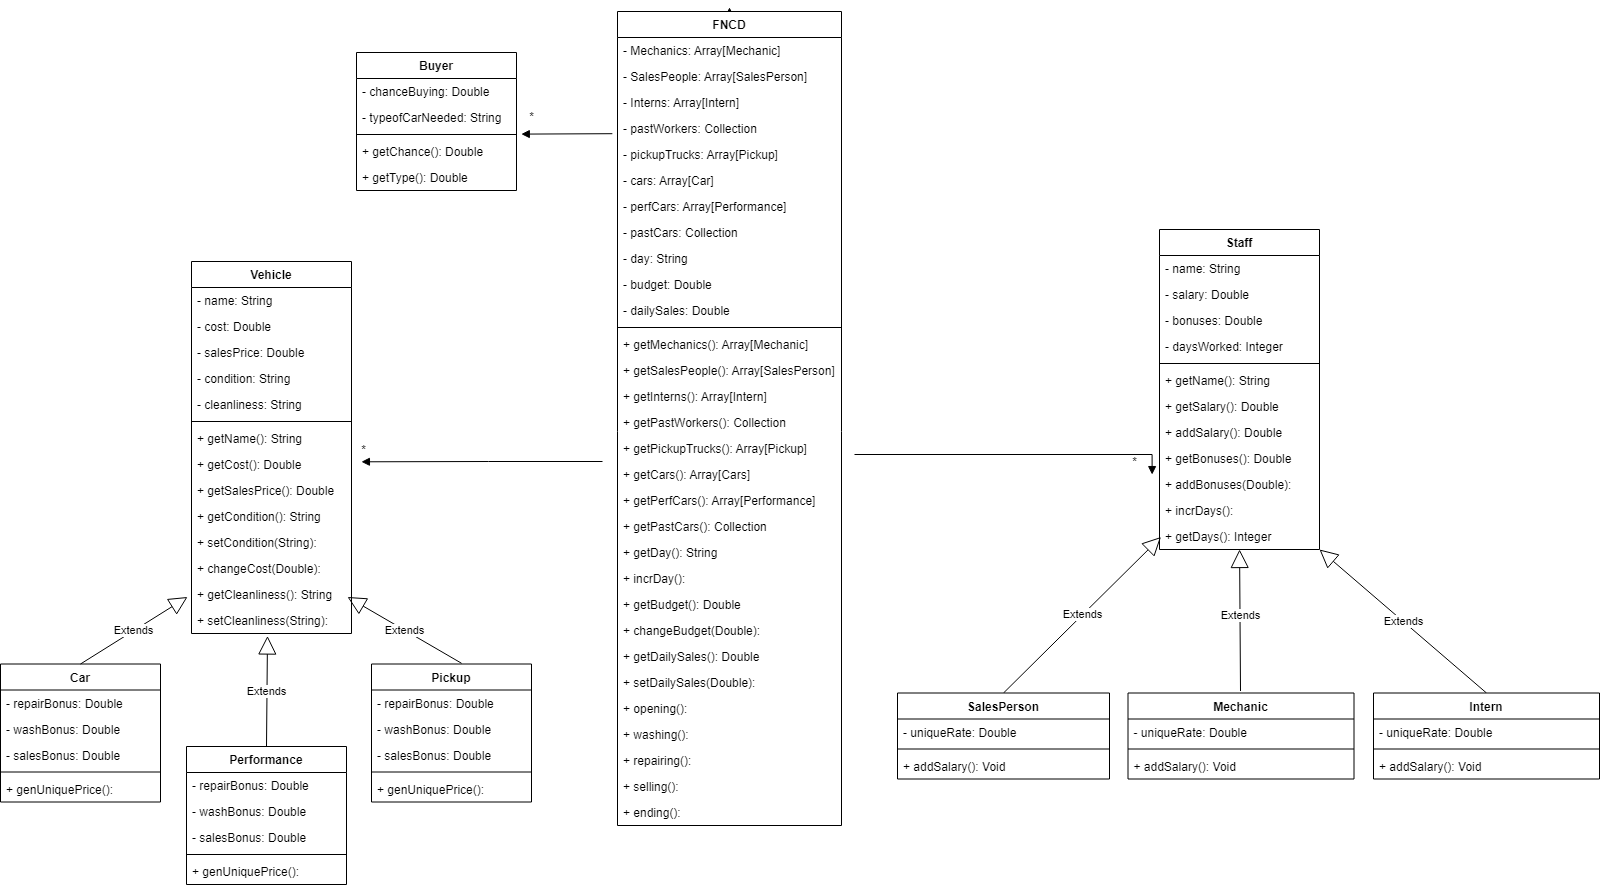 FNCD
- Mechanics: Array[Mechanic]
- SalesPeople: Array[SalesPerson]
- Interns: Array[Intern]
- pastWorkers: Collection
- pickupTrucks: Array[Pickup]
- cars: Array[Car]
- perfCars: Array[Performance]
- pastCars: Collection
- day: String
- budget: Double
- dailySales: Double
+ getMechanics(): Array[Mechanic]
+ getSalesPeople(): Array[SalesPerson]
+ getInterns(): Array[Intern]
+ getPastWorkers(): Collection
+ getPickupTrucks(): Array[Pickup]
+ getCars(): Array[Cars]
+ getPerfCars(): Array[Performance]
+ getPastCars(): Collection
+ getDay(): String
+ incrDay():
+ getBudget(): Double
+ changeBudget(Double):
+ getDailySales(): Double
+ setDailySales(Double):
+ opening():
+ washing():
+ repairing():
+ selling():
+ ending():
Buyer
- chanceBuying: Double
- typeofCarNeeded: String
+ getChance(): Double
+ getType(): Double
*
Vehicle
- name: String
- cost: Double
- salesPrice: Double
- condition: String
- cleanliness: String
+ getName(): String
+ getCost(): Double
+ getSalesPrice(): Double
+ getCondition(): String
+ setCondition(String):
+ changeCost(Double):
+ getCleanliness(): String
+ setCleanliness(String):
*
Extends
Extends
Extends
Car
- repairBonus: Double
- washBonus: Double
- salesBonus: Double
+ genUniquePrice():
Performance
- repairBonus: Double
- washBonus: Double
- salesBonus: Double
+ genUniquePrice():
Pickup
- repairBonus: Double
- washBonus: Double
- salesBonus: Double
+ genUniquePrice():
Staff
- name: String
- salary: Double
- bonuses: Double
- daysWorked: Integer
+ getName(): String
+ getSalary(): Double
+ addSalary(): Double
+ getBonuses(): Double
+ addBonuses(Double):
+ incrDays():
+ getDays(): Integer
*
Extends
Extends
Extends
SalesPerson
- uniqueRate: Double
+ addSalary(): Void
Mechanic
- uniqueRate: Double
+ addSalary(): Void
Intern
- uniqueRate: Double
+ addSalary(): Void